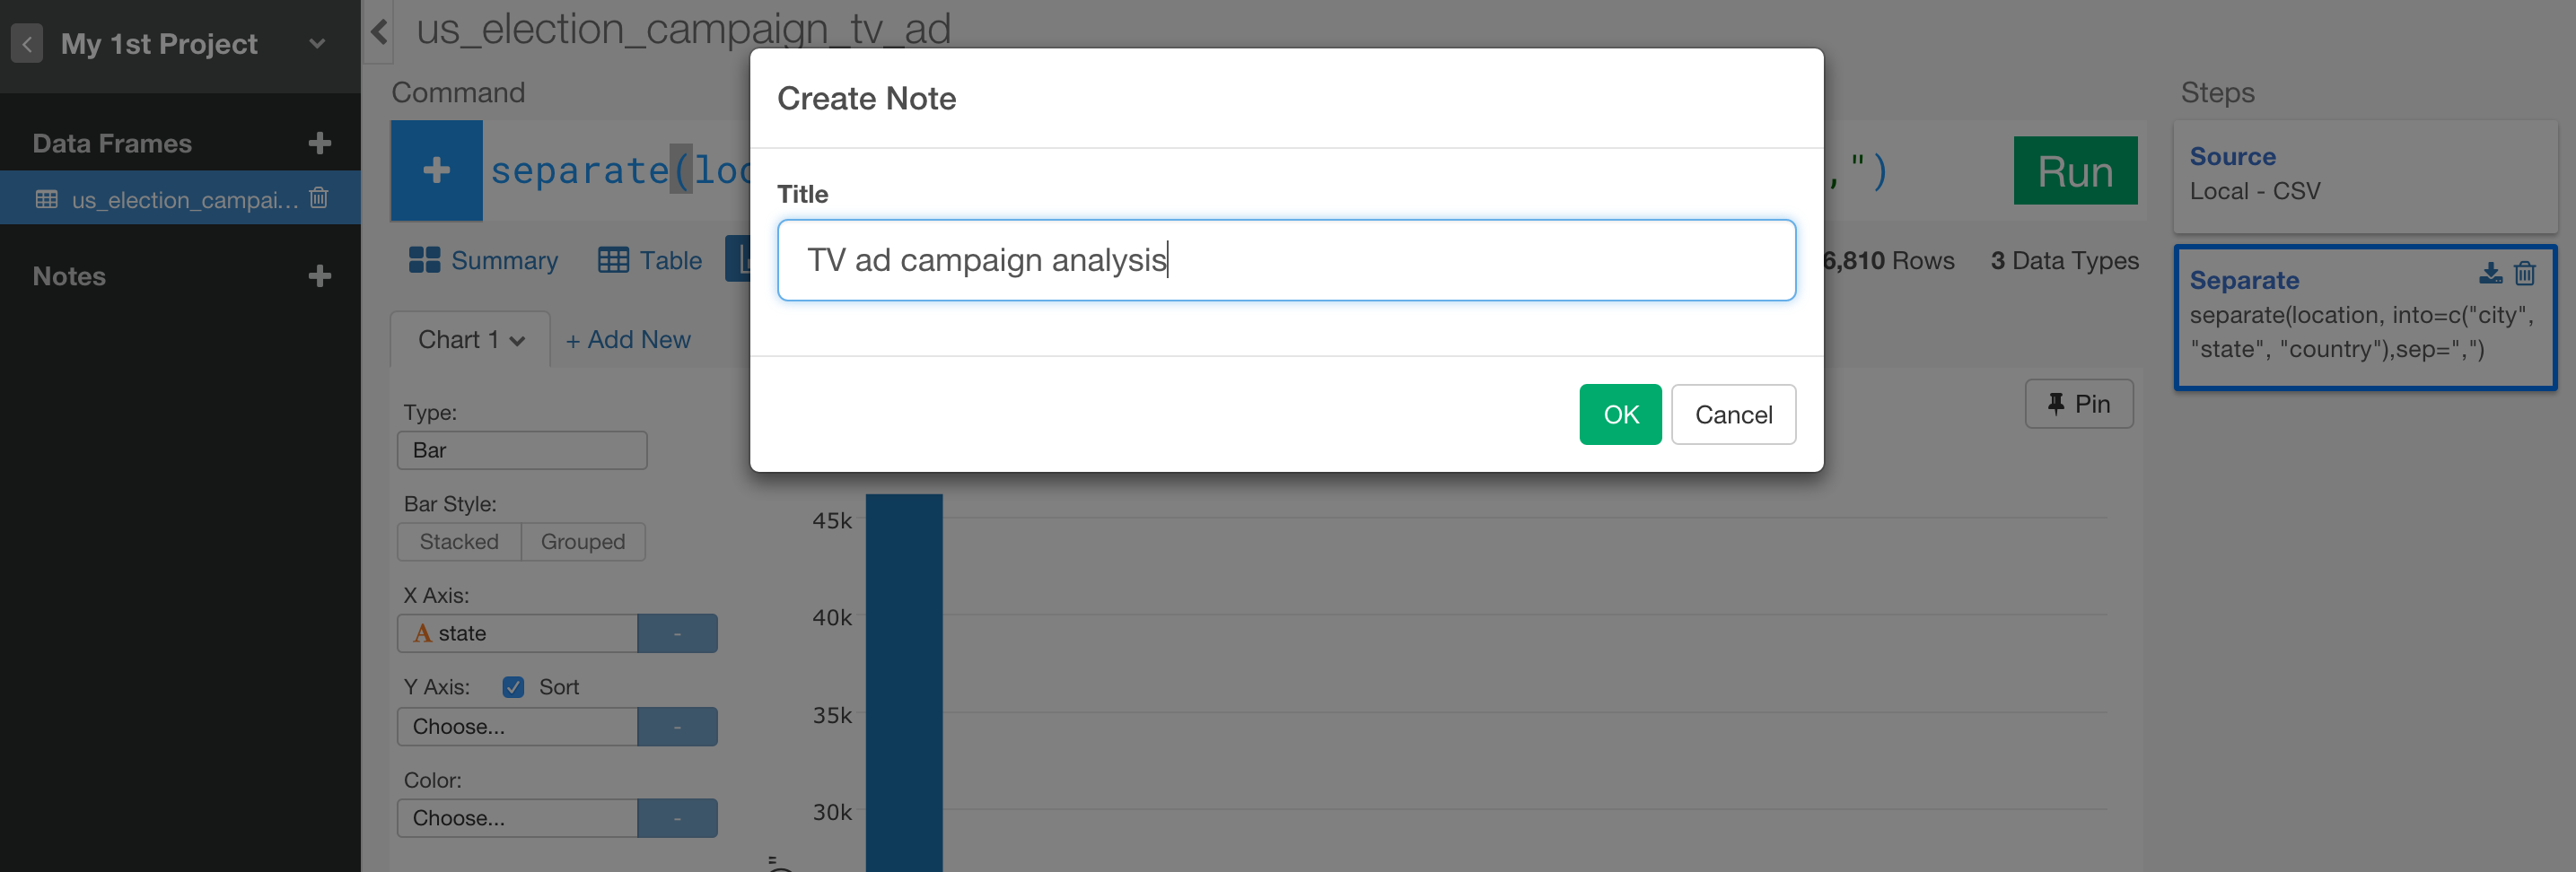 My 1st Project
us_election_campaign_tv_ad
Data Frames
us_election_campai...
Notes
Command
separate(loc
,")
Run
Summary
Table
6,810 Rows
3 Data Types
Chart 1
+ Add New
Pin
Type:
Bar
Bar Style:
Stacked
Grouped
X Axis:
A state
-
Y Axis:
Sort
Choose...
-
Color:
Choose...
-
45k
40k
35k
30k
Create Note
Title
TV ad campaign analysis
OK
Cancel
Steps
Source
Local - CSV
Separate
separate(location, into=c("city",
"state", "country"),sep=",")